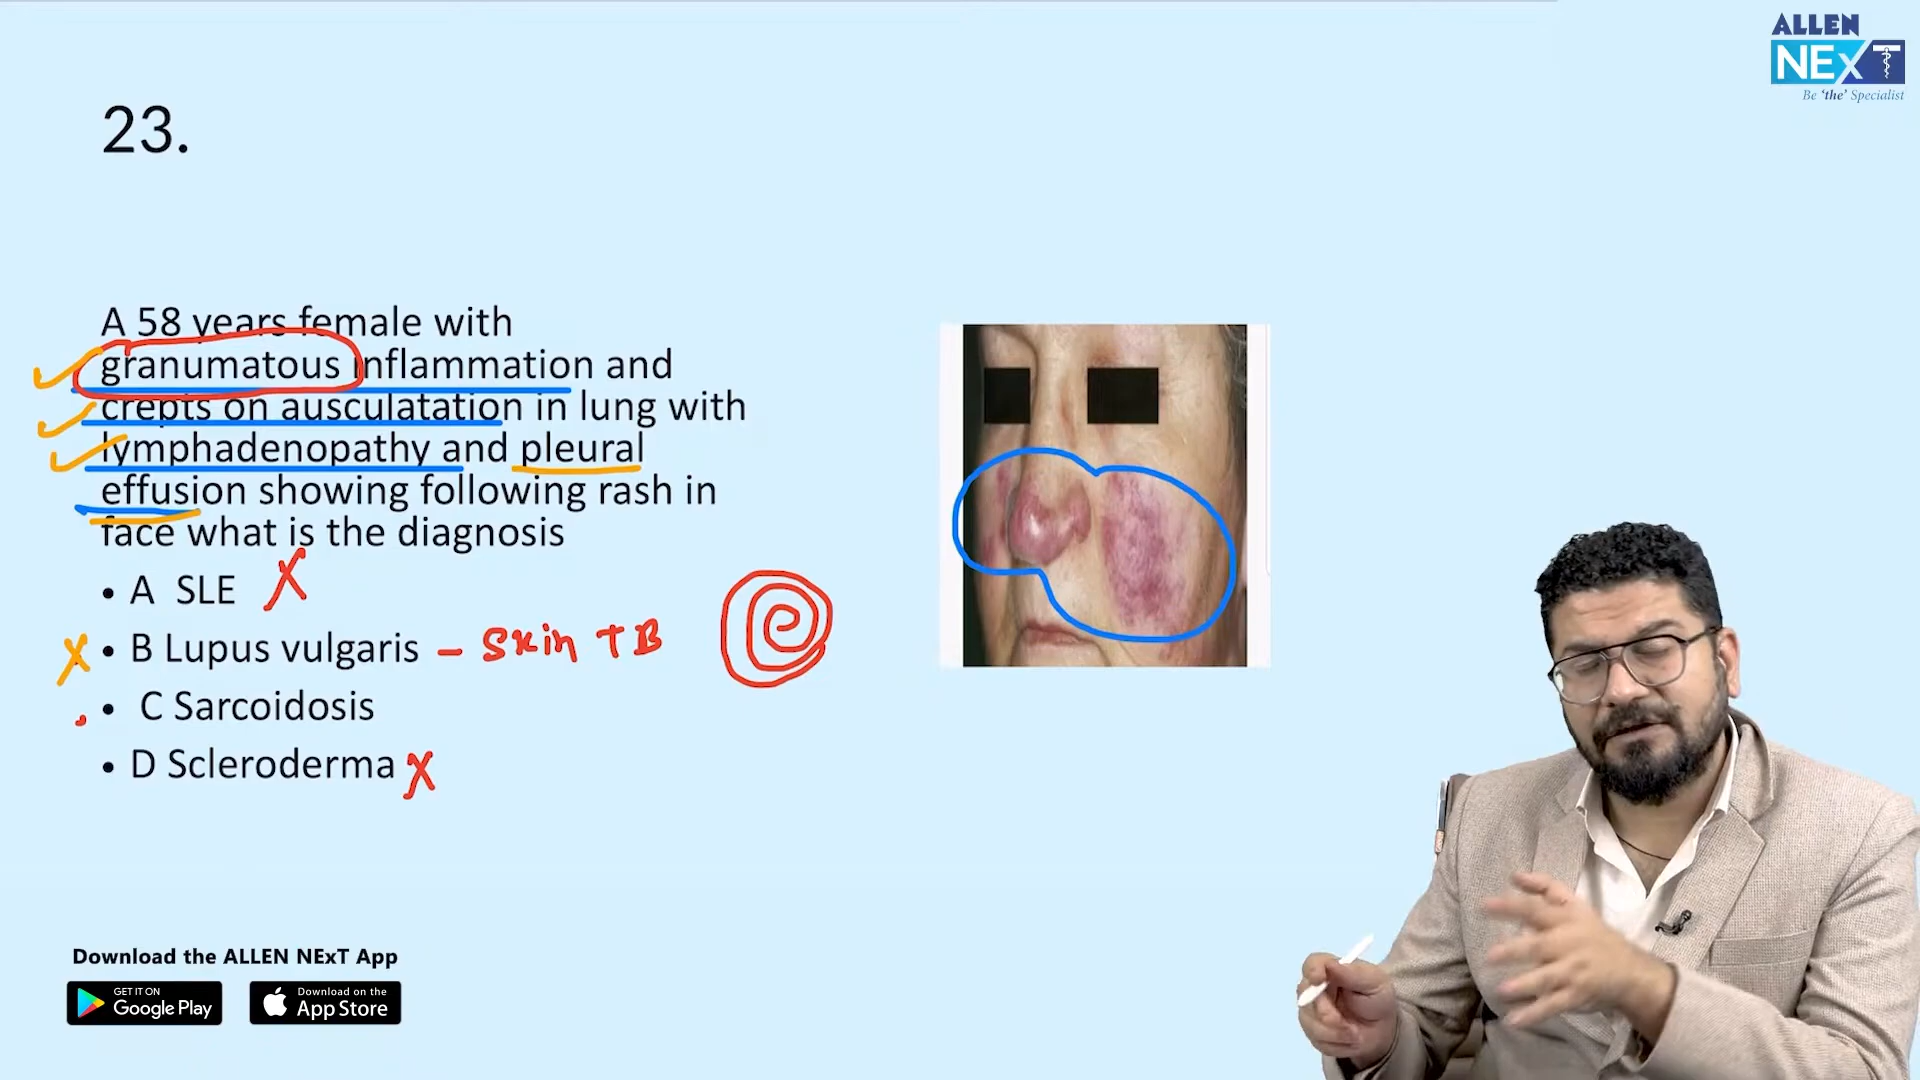 ALLEN
NExT
Be 'the' Specialist
23.
A 58 years female with
granumatous inflammation and
crepts on ausculatation in lung with
lymphadenopathy and pleural
effusion showing following rash in
face what is the diagnosis
• A SLE X
X • B Lupus vulgaris – Skin TB
• C Sarcoidosis
• D Scleroderma X
Download the ALLEN NExT App
GET IT ON
Google Play
Download on the
App Store